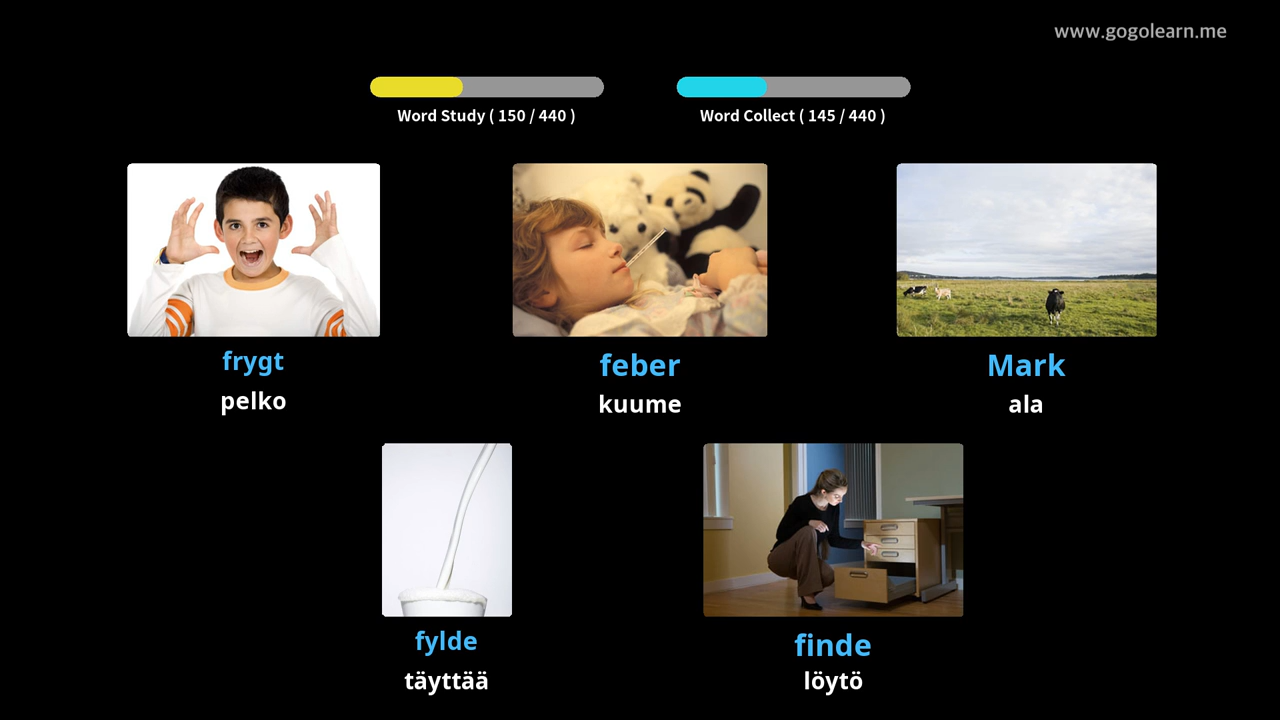 www.gogolearn.me
Word Study ( 150 / 440 )
Word Collect ( 145 / 440 )
frygt
pelko
feber
kuume
Mark
ala
fylde
täyttää
finde
löytö